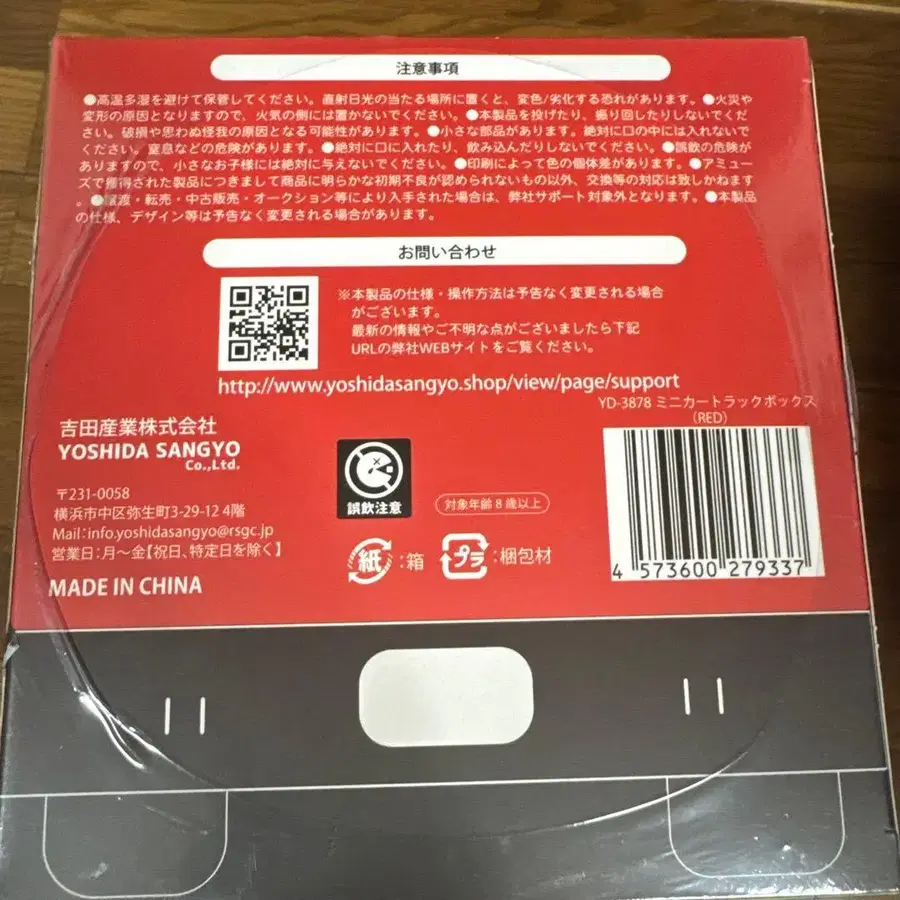 注意事項
●高温多湿を避けて保管してください。直射日光の当たる場所に置くと、変色/劣化する恐れがあります。●火災や
変形の原因となりますので、火気の側には置かないでください。●本製品を投げたり、振り回したりしないでくだ
さい。破損や思わぬ怪我の原因となる可能性があります。●小さな部品があります。絶対に口の中には入れないで
ください。窒息などの危険があります。●絶対に口に入れたり、飲み込んだりしないでください。●誤飲の危険が
ありますので、小さなお子様には絶対に与えないでください。●印刷によって色の個体差があります。●アミュー
ズで獲得された製品につきまして商品に明らかな初期不良が認められないもの以外、交換等の対応は致しかねます
。●譲渡・転売・中古販売・オークション等により入手された場合は、弊社サポート対象外となります。●本製品
の仕様、デザイン等は予告なく変更される場合があります。
お問い合わせ
※本製品の仕様・操作方法は予告なく変更される場合
がございます。
最新の情報やご不明な点がございましたら下記
URLの弊社WEBサイトをご覧ください。
http://www.yoshidasangyo.shop/view/page/support
吉田産業株式会社
YOSHIDA SANGYO
Co.,Ltd.
〒231-0058
横浜市中区弥生町3-29-12 4階
Mail:info.yoshidasangyo@rsgc.jp
営業日:月〜金【祝日、特定日を除く】
MADE IN CHINA
誤飲注意
対象年齢8歳以上
紙:箱
プラ:梱包材
YD-3878 ミニカートラックボックス
(RED)
4 573600 279337